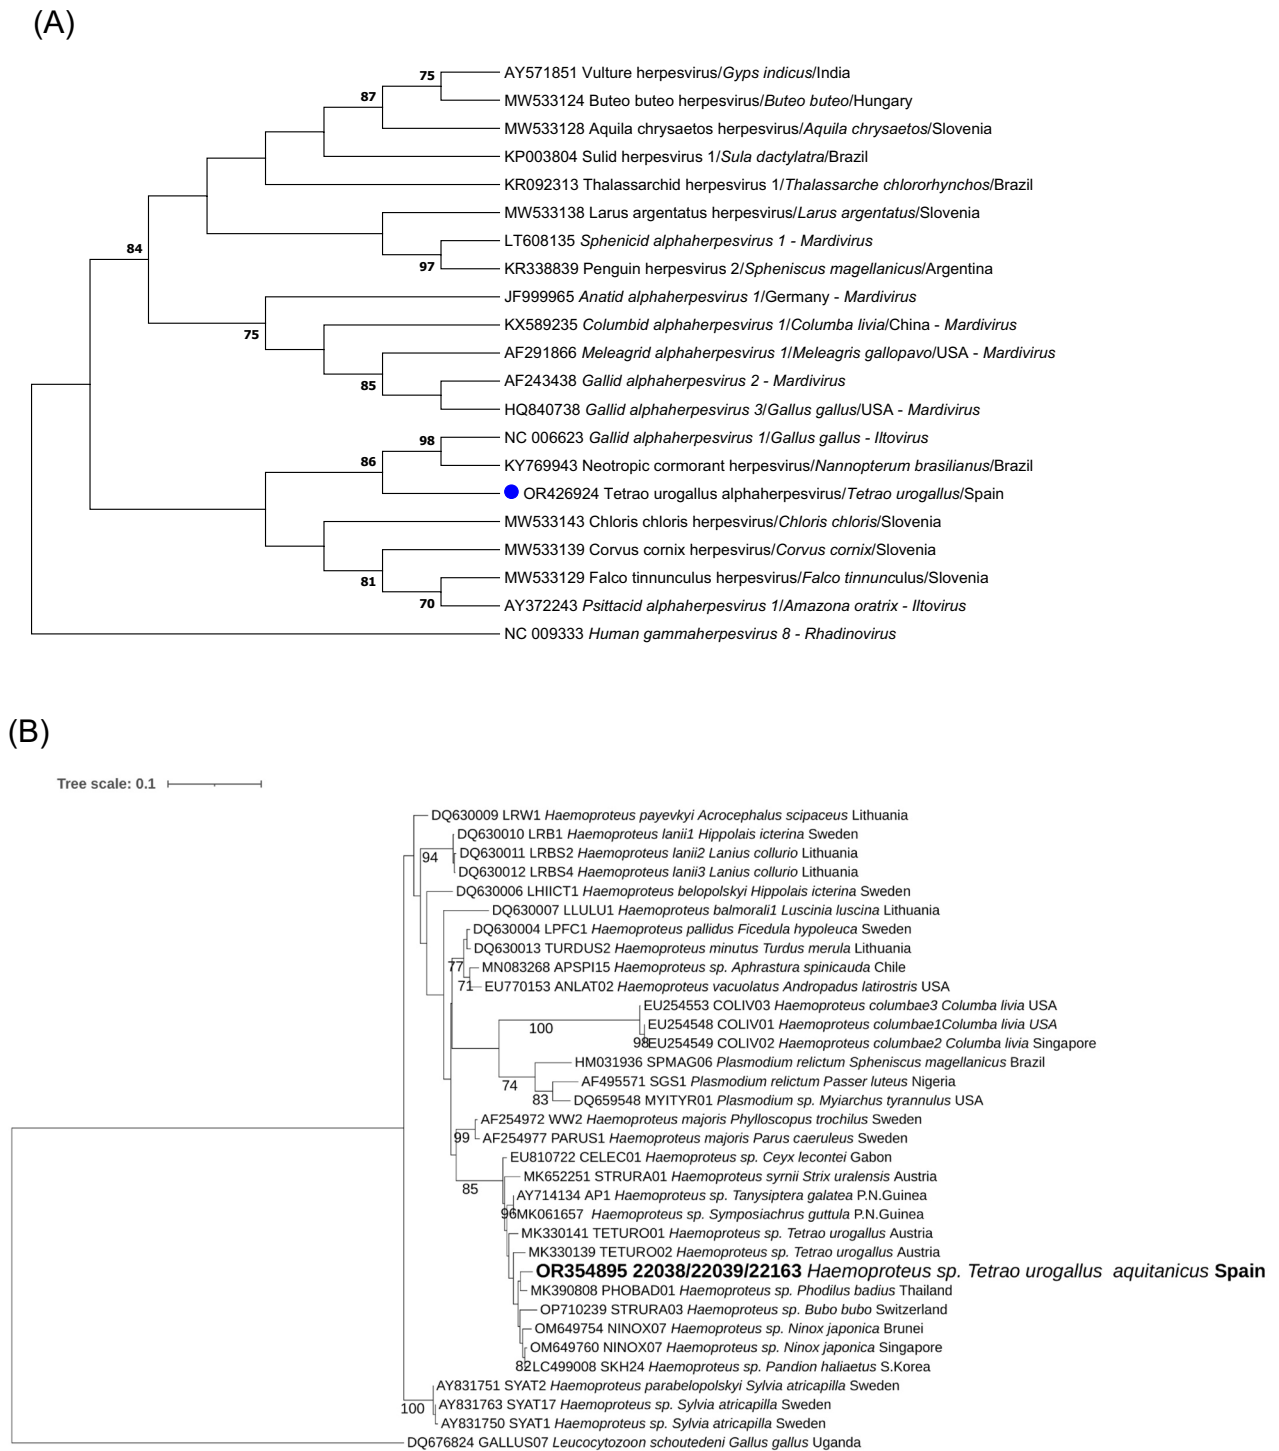 (A)
75
AY571851 Vulture herpesvirus/Gyps indicus/India
87
MW533124 Buteo buteo herpesvirus/Buteo buteo/Hungary
MW533128 Aquila chrysaetos herpesvirus/Aquila chrysaetos/Slovenia
KP003804 Sulid herpesvirus 1/Sula dactylatra/Brazil
KR092313 Thalassarchid herpesvirus 1/Thalassarche chlororhynchos/Brazil
MW533138 Larus argentatus herpesvirus/Larus argentatus/Slovenia
84
LT608135 Sphenicid alphaherpesvirus 1 - Mardivirus
97
KR338839 Penguin herpesvirus 2/Spheniscus magellanicus/Argentina
JF999965 Anatid alphaherpesvirus 1/Germany - Mardivirus
75
KX589235 Columbid alphaherpesvirus 1/Columba livia/China - Mardivirus
AF291866 Meleagrid alphaherpesvirus 1/Meleagris gallopavo/USA - Mardivirus
85
AF243438 Gallid alphaherpesvirus 2 - Mardivirus
HQ840738 Gallid alphaherpesvirus 3/Gallus gallus/USA - Mardivirus
98
NC 006623 Gallid alphaherpesvirus 1/Gallus gallus - Iltovirus
86
KY769943 Neotropic cormorant herpesvirus/Nannopterum brasilianus/Brazil
OR426924 Tetrao urogallus alphaherpesvirus/Tetrao urogallus/Spain
MW533143 Chloris chloris herpesvirus/Chloris chloris/Slovenia
MW533139 Corvus cornix herpesvirus/Corvus cornix/Slovenia
81
MW533129 Falco tinnunculus herpesvirus/Falco tinnunculus/Slovenia
70
AY372243 Psittacid alphaherpesvirus 1/Amazona oratrix - Iltovirus
NC 009333 Human gammaherpesvirus 8 - Rhadinovirus
(B)
Tree scale: 0.1
DQ630009 LRW1 Haemoproteus payevkyi Acrocephalus scipaceus Lithuania
DQ630010 LRB1 Haemoproteus lanii1 Hippolais icterina Sweden
94
DQ630011 LRBS2 Haemoproteus lanii2 Lanius collurio Lithuania
DQ630012 LRBS4 Haemoproteus lanii3 Lanius collurio Lithuania
DQ630006 LHIICT1 Haemoproteus belopolskyi Hippolais icterina Sweden
DQ630007 LLULU1 Haemoproteus balmorali1 Luscinia luscina Lithuania
DQ630004 LPFC1 Haemoproteus pallidus Ficedula hypoleuca Sweden
DQ630013 TURDUS2 Haemoproteus minutus Turdus merula Lithuania
77
MN083268 APSPI15 Haemoproteus sp. Aphrastura spinicauda Chile
71
EU770153 ANLAT02 Haemoproteus vacuolatus Andropadus latirostris USA
EU254553 COLIV03 Haemoproteus columbae3 Columba livia USA
100
EU254548 COLIV01 Haemoproteus columbae1Columba livia USA
98
EU254549 COLIV02 Haemoproteus columbae2 Columba livia Singapore
HM031936 SPMAG06 Plasmodium relictum Spheniscus magellanicus Brazil
74
AF495571 SGS1 Plasmodium relictum Passer luteus Nigeria
83
DQ659548 MYITYR01 Plasmodium sp. Myiarchus tyrannulus USA
AF254972 WW2 Haemoproteus majoris Phylloscopus trochilus Sweden
99
AF254977 PARUS1 Haemoproteus majoris Parus caeruleus Sweden
EU810722 CELEC01 Haemoproteus sp. Ceyx lecontei Gabon
MK652251 STRURA01 Haemoproteus syrnii Strix uralensis Austria
85
AY714134 AP1 Haemoproteus sp. Tanysiptera galatea P.N.Guinea
96
MK061657 Haemoproteus sp. Symposiachrus guttula P.N.Guinea
MK330141 TETURO01 Haemoproteus sp. Tetrao urogallus Austria
MK330139 TETURO02 Haemoproteus sp. Tetrao urogallus Austria
OR354895 22038/22039/22163 Haemoproteus sp. Tetrao urogallus aquitanicus Spain
MK390808 PHOBAD01 Haemoproteus sp. Phodilus badius Thailand
OP710239 STRURA03 Haemoproteus sp. Bubo bubo Switzerland
OM649754 NINOX07 Haemoproteus sp. Ninox japonica Brunei
OM649760 NINOX07 Haemoproteus sp. Ninox japonica Singapore
82
LC499008 SKH24 Haemoproteus sp. Pandion haliaetus S.Korea
AY831751 SYAT2 Haemoproteus parabelopolskyi Sylvia atricapilla Sweden
100
AY831763 SYAT17 Haemoproteus sp. Sylvia atricapilla Sweden
AY831750 SYAT1 Haemoproteus sp. Sylvia atricapilla Sweden
DQ676824 GALLUS07 Leucocytozoon schoutedeni Gallus gallus Uganda